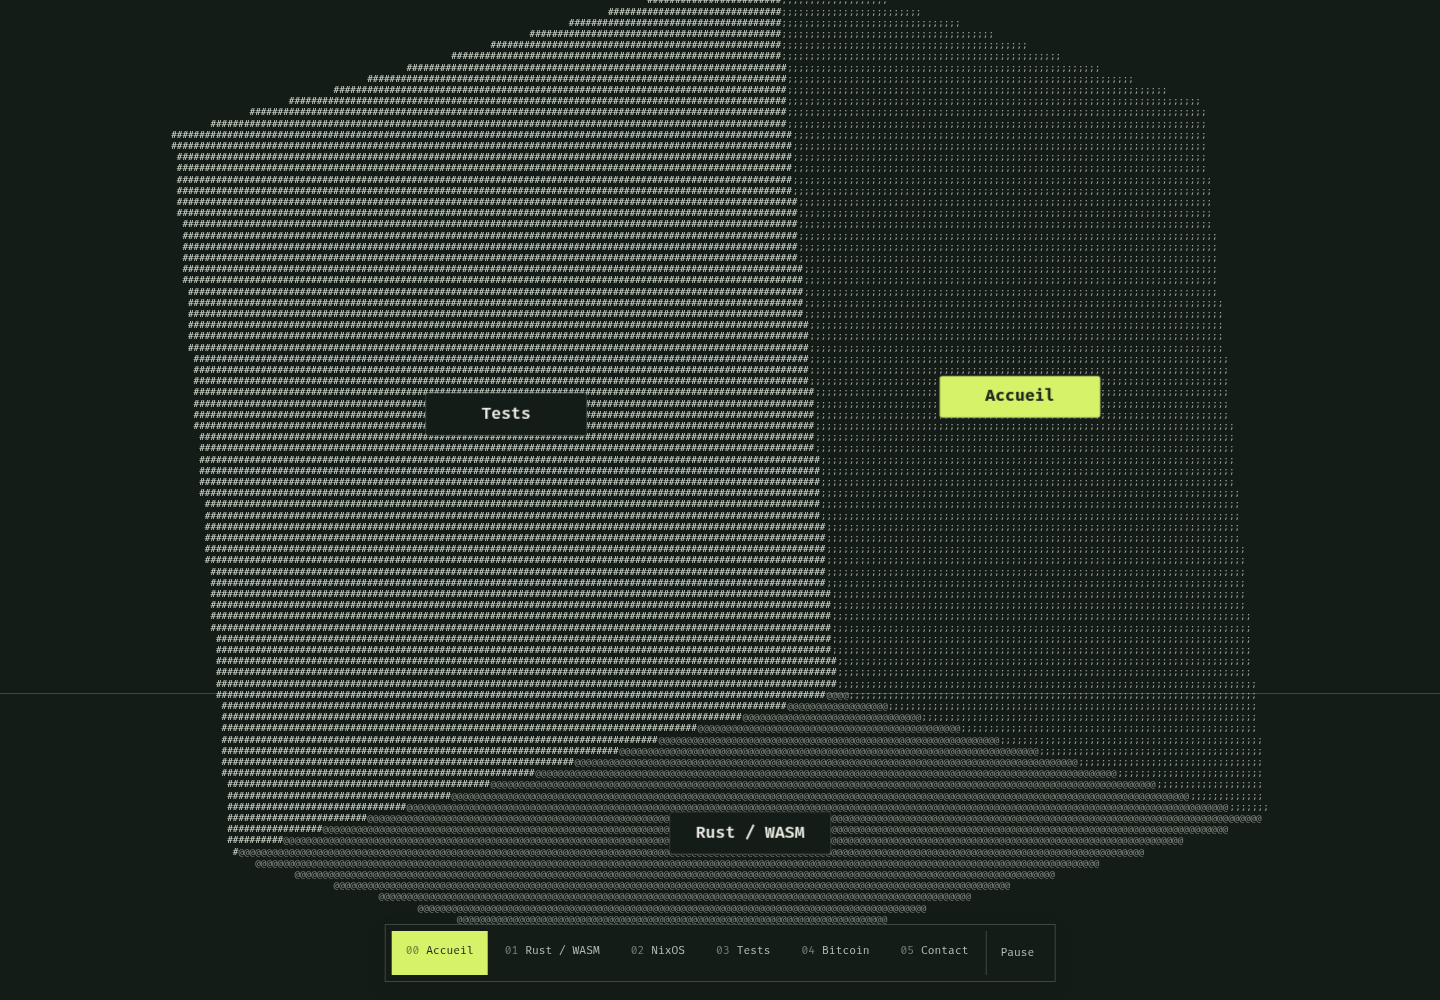 Accueil
Tests
Rust / WASM
00 Accueil 01 Rust / WASM 02 NixOS 03 Tests 04 Bitcoin 05 Contact Pause